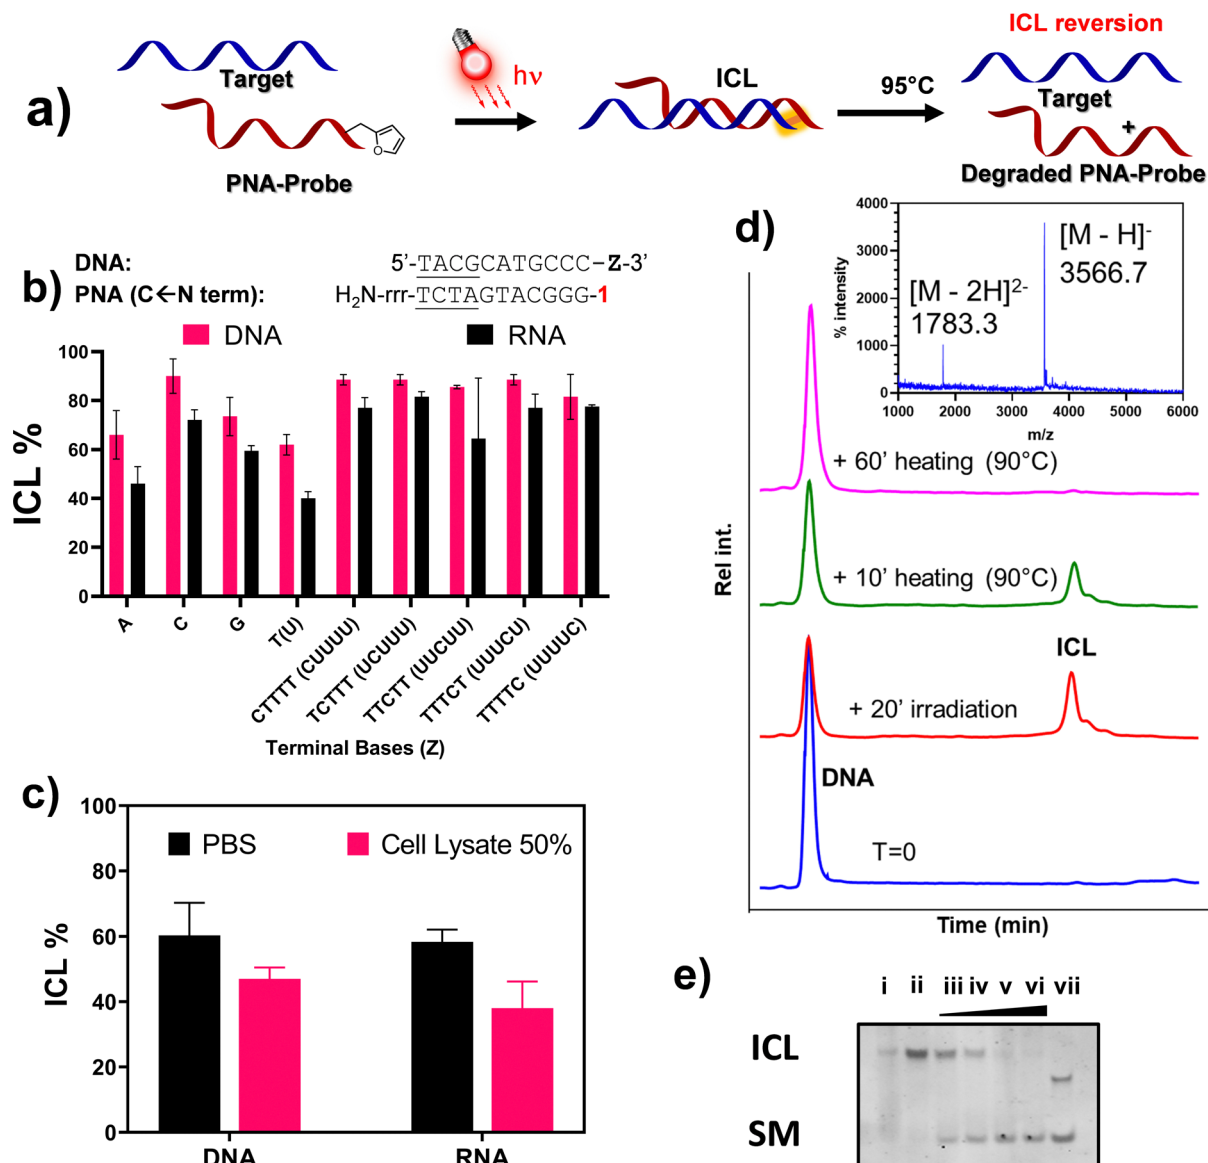 a)
Target
PNA-Probe
hν
ICL
95°C
ICL reversion
Target
+
Degraded PNA-Probe
b)
DNA: 5'-TACGCATGCCC–Z-3'
PNA (C←N term): H₂N-rrr-TCTAGTACGGG-1
DNA RNA
ICL %
100
80
60
40
20
0
A C G T(U) CTTTT (CUUUU) TCTTT (UCUUU) TTCTT (UUCUU) TTTCT (UUUCU) TTTTC (UUUUC)
Terminal Bases (Z)
c)
PBS Cell Lysate 50%
ICL %
100
80
60
40
20
0
DNA RNA
d)
% intensity
4000
3000
2000
1000
0
[M - H]⁻
3566.7
[M - 2H]²⁻
1783.3
1000 2000 3000 4000 5000 6000
m/z
Rel int.
+ 60' heating (90°C)
+ 10' heating (90°C)
ICL
+ 20' irradiation
DNA
T=0
Time (min)
e)
i ii iii iv v vi vii
ICL
SM